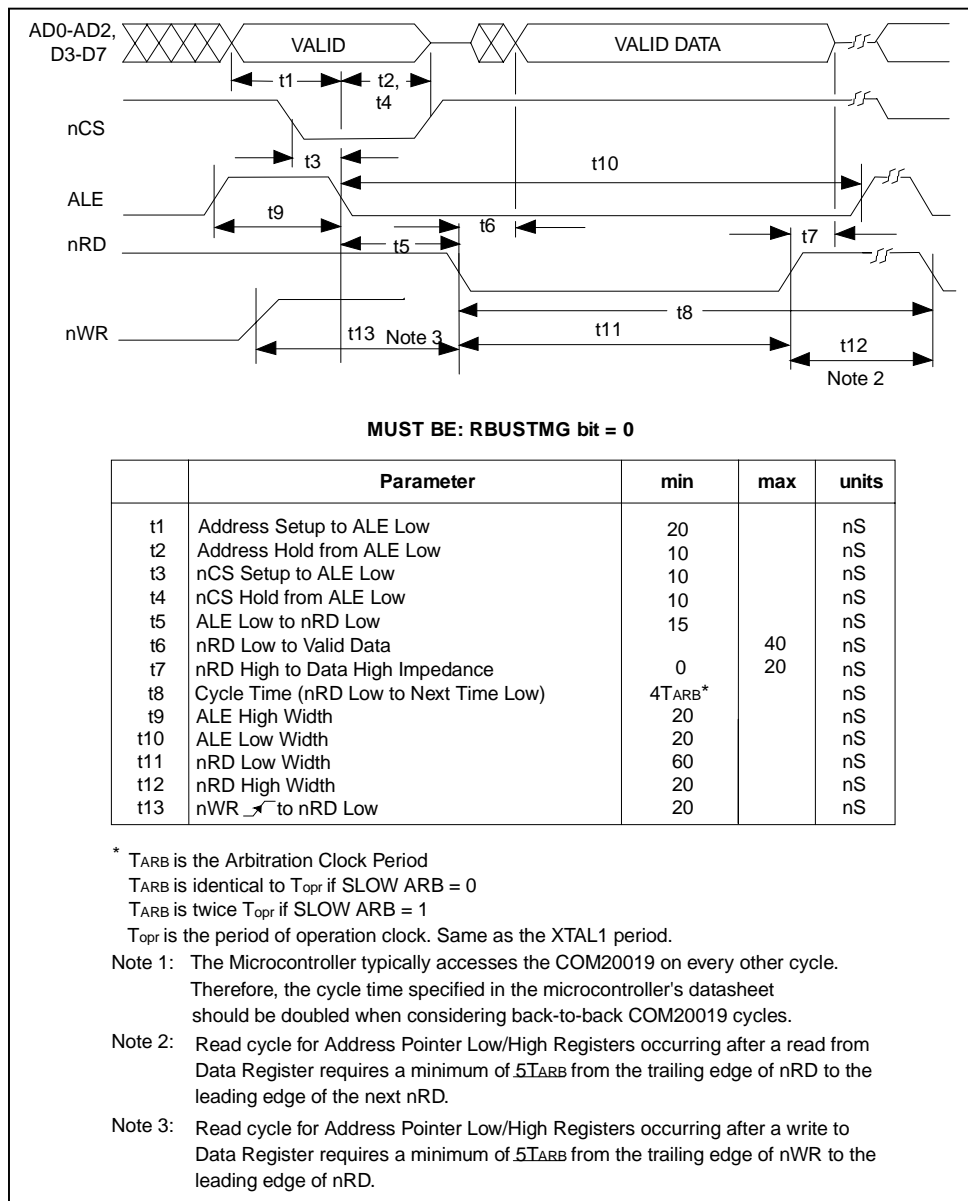 AD0-AD2,
D3-D7
VALID
VALID DATA
t1
t2,
t4
nCS
t3
t10
ALE
t9
t6
t7
nRD
t5
t8
nWR
t13
Note 3
t11
t12
Note 2
MUST BE: RBUSTMG bit = 0
Parameter min max units
t1 Address Setup to ALE Low 20 nS
t2 Address Hold from ALE Low 10 nS
t3 nCS Setup to ALE Low 10 nS
t4 nCS Hold from ALE Low 10 nS
t5 ALE Low to nRD Low 15 nS
t6 nRD Low to Valid Data 40 nS
t7 nRD High to Data High Impedance 0 20 nS
t8 Cycle Time (nRD Low to Next Time Low) 4TARB* nS
t9 ALE High Width 20 nS
t10 ALE Low Width 20 nS
t11 nRD Low Width 60 nS
t12 nRD High Width 20 nS
t13 nWR to nRD Low 20 nS
* TARB is the Arbitration Clock Period
TARB is identical to Topr if SLOW ARB = 0
TARB is twice Topr if SLOW ARB = 1
Topr is the period of operation clock. Same as the XTAL1 period.
Note 1: The Microcontroller typically accesses the COM20019 on every other cycle.
Therefore, the cycle time specified in the microcontroller's datasheet
should be doubled when considering back-to-back COM20019 cycles.
Note 2: Read cycle for Address Pointer Low/High Registers occurring after a read from
Data Register requires a minimum of 5TARB from the trailing edge of nRD to the
leading edge of the next nRD.
Note 3: Read cycle for Address Pointer Low/High Registers occurring after a write to
Data Register requires a minimum of 5TARB from the trailing edge of nWR to the
leading edge of nRD.